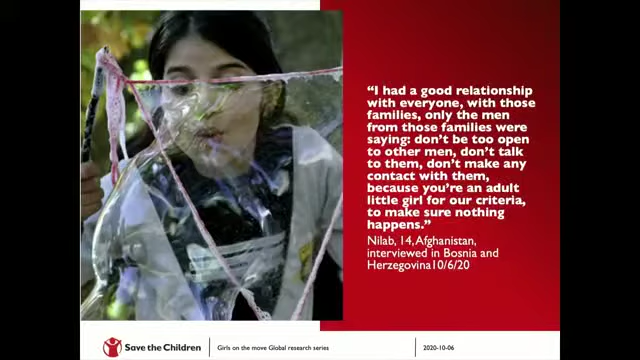 “I had a good relationship
with everyone, with those
families, only the men
from those families were
saying: don’t be too open
to other men, don’t talk
to them, don’t make any
contact with them,
because you’re an adult
little girl for our criteria,
to make sure nothing
happens.”
Nilab, 14, Afghanistan,
interviewed in Bosnia and
Herzegovina10/6/20
Save the Children
Girls on the move Global research series
2020-10-06